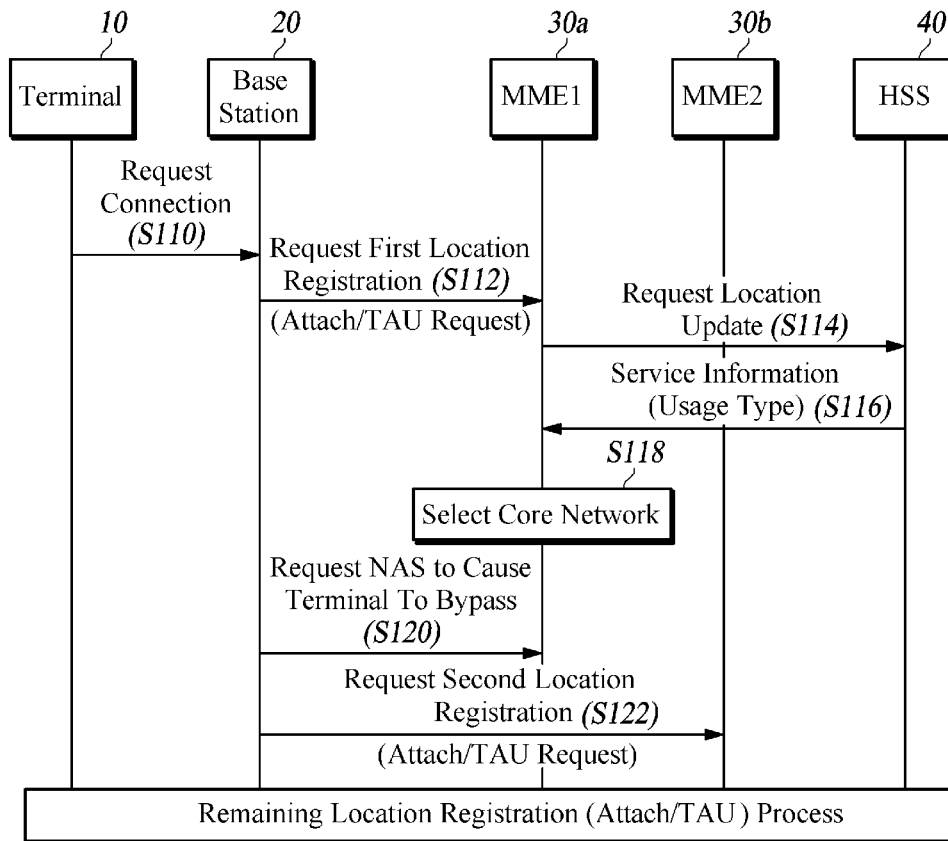 10
20
30a
30b
40
Terminal
Base
Station
MME1
MME2
HSS
Request
Connection
(S110)
Request First Location
Registration (S112)
(Attach/TAU Request)
Request Location
Update (S114)
Service Information
(Usage Type) (S116)
S118
Select Core Network
Request NAS to Cause
Terminal To Bypass
(S120)
Request Second Location
Registration (S122)
(Attach/TAU Request)
Remaining Location Registration (Attach/TAU) Process